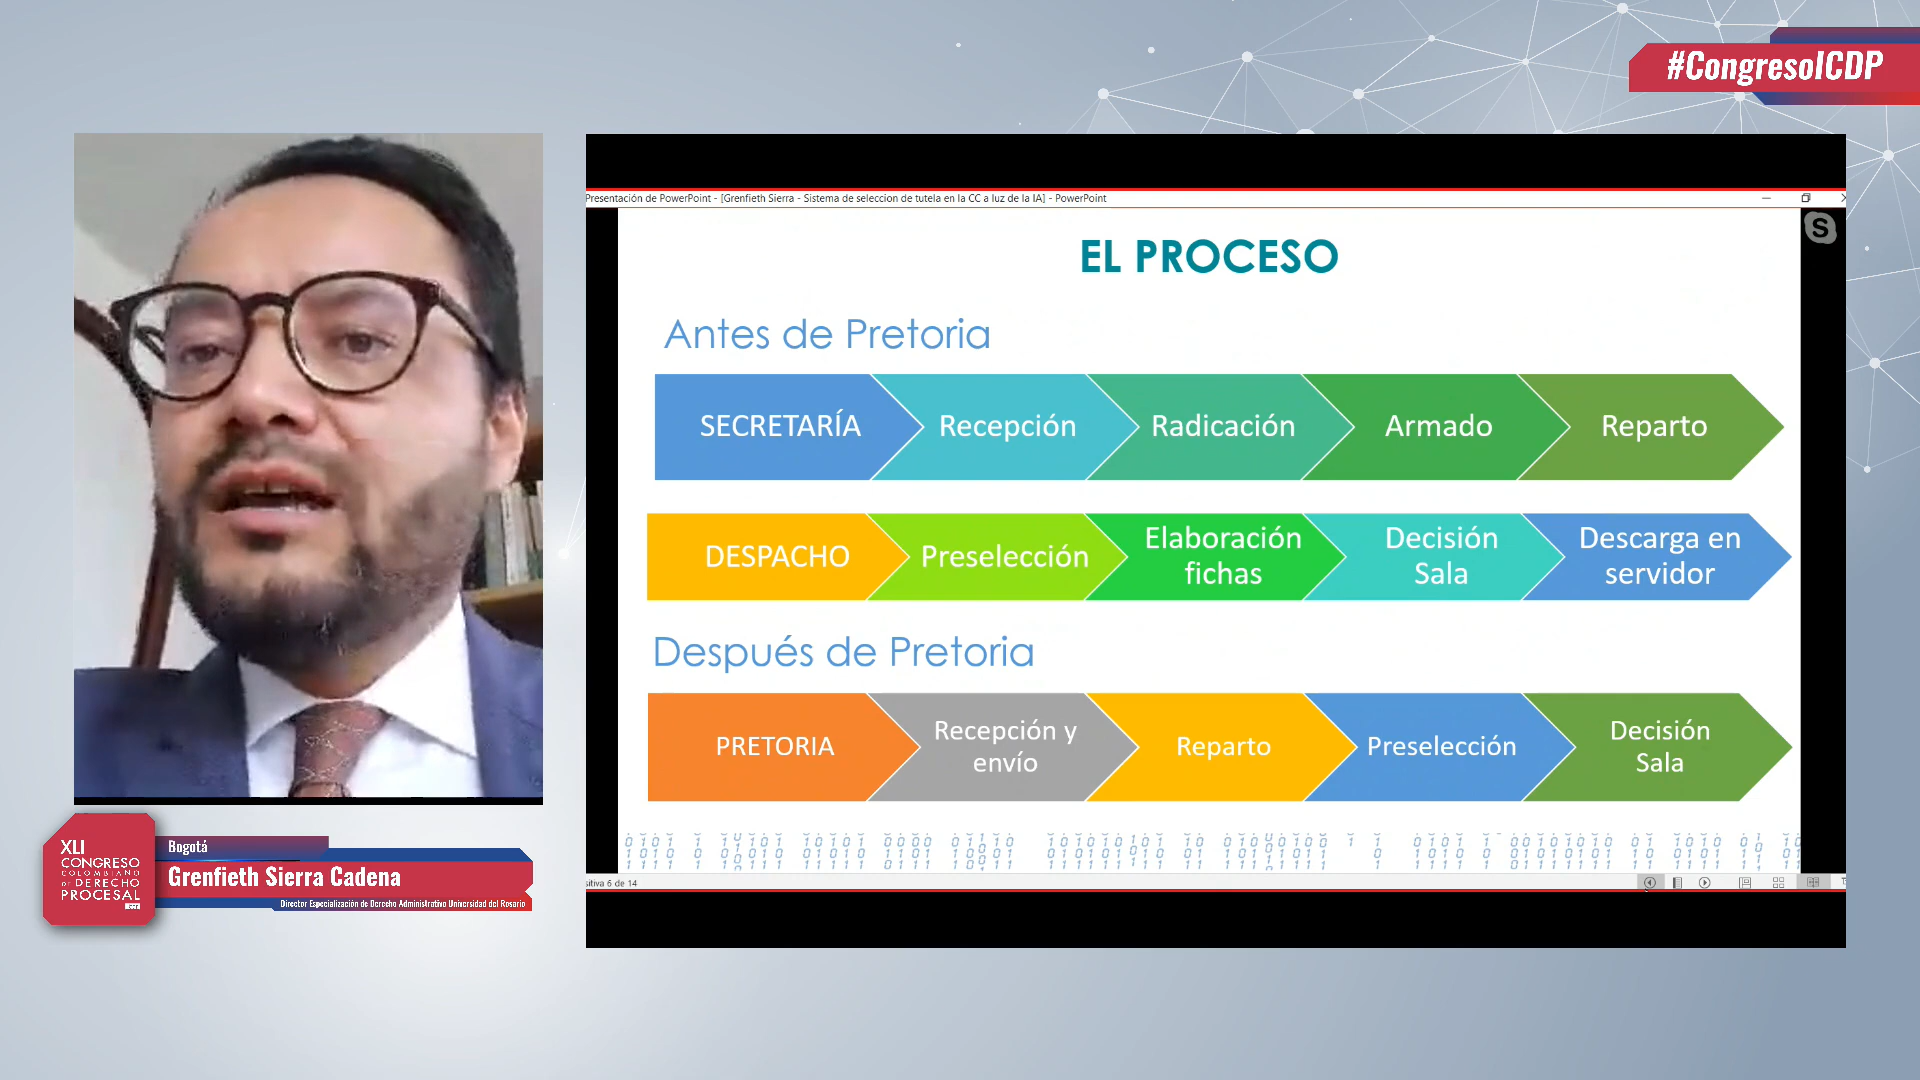 #CongresoICDP
Presentación de PowerPoint - [Grenfieth Sierra - Sistema de seleccion de tutela en la CC a luz de la IA] - PowerPoint
EL PROCESO
Antes de Pretoria
SECRETARÍA
Recepción
Radicación
Armado
Reparto
DESPACHO
Preselección
Elaboración
fichas
Decisión
Sala
Descarga en
servidor
Después de Pretoria
PRETORIA
Recepción y
envío
Reparto
Preselección
Decisión
Sala
sitiva 6 de 14
XLI
CONGRESO
COLOMBIANO
DE DERECHO
PROCESAL
Bogotá
Grenfieth Sierra Cadena
Director Especialización de Derecho Administrativo Universidad del Rosario